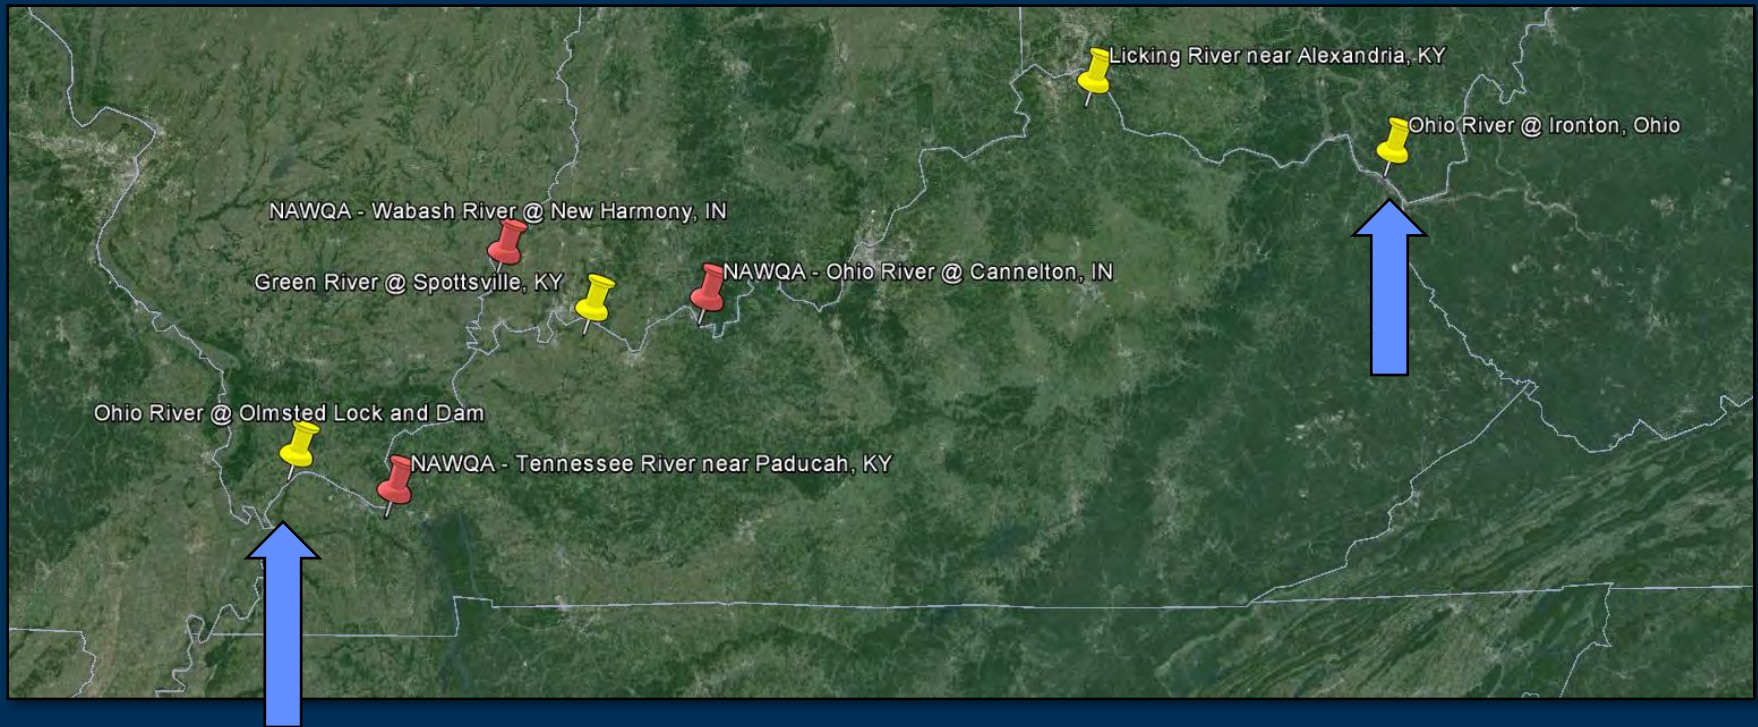 Licking River near Alexandria, KY
Ohio River @ Ironton, Ohio
NAWQA - Wabash River @ New Harmony, IN
NAWQA - Ohio River @ Cannelton, IN
Green River @ Spottsville, KY
Ohio River @ Olmsted Lock and Dam
NAWQA - Tennessee River near Paducah, KY